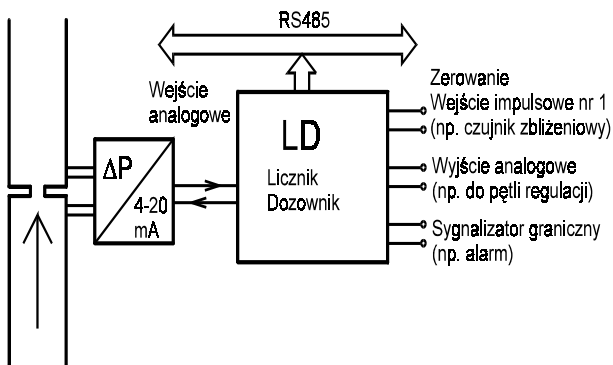 RS485
Wejście
analogowe
Zerowanie
Wejście impulsowe nr 1
(np. czujnik zbliżeniowy)
LD
Licznik
Dozownik
ΔP
4-20
mA
Wyjście analogowe
(np. do pętli regulacji)
Sygnalizator graniczny
(np. alarm)